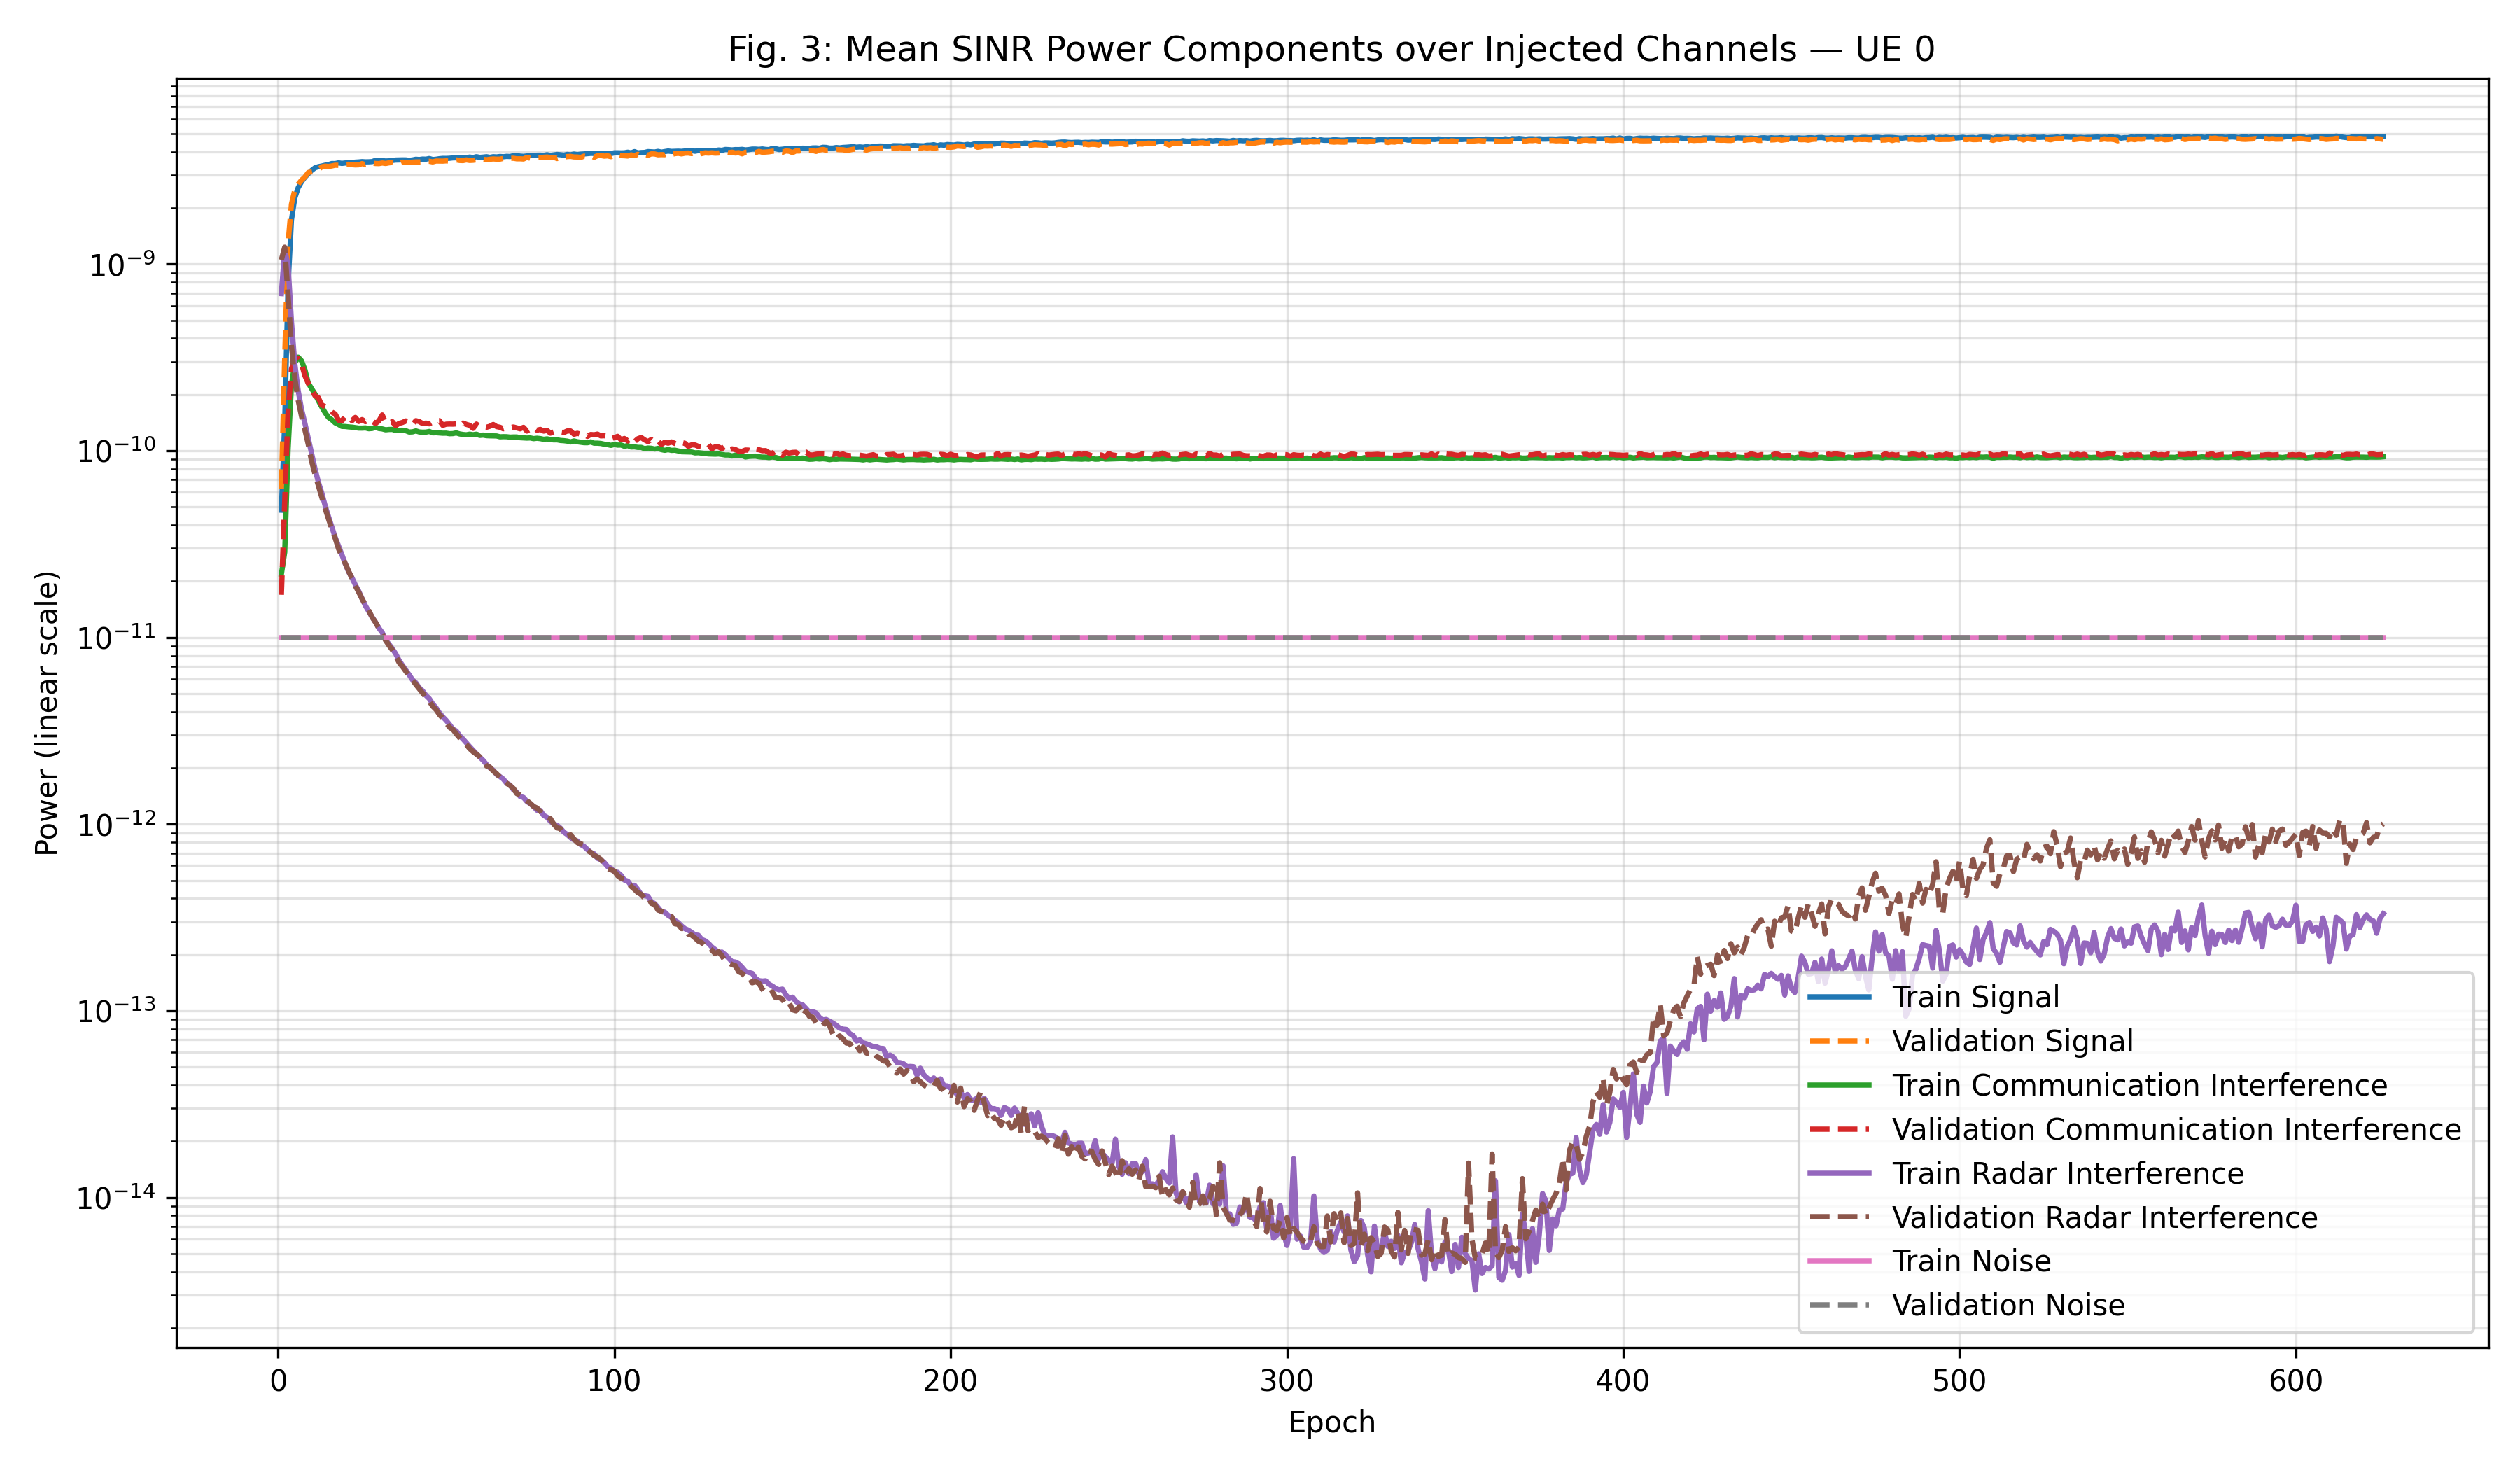 Fig. 3: Mean SINR Power Components over Injected Channels — UE 0
Power (linear scale)
10⁻⁹
10⁻¹⁰
10⁻¹¹
10⁻¹²
10⁻¹³
10⁻¹⁴
Train Signal
Validation Signal
Train Communication Interference
Validation Communication Interference
Train Radar Interference
Validation Radar Interference
Train Noise
Validation Noise
0 100 200 300 400 500 600
Epoch